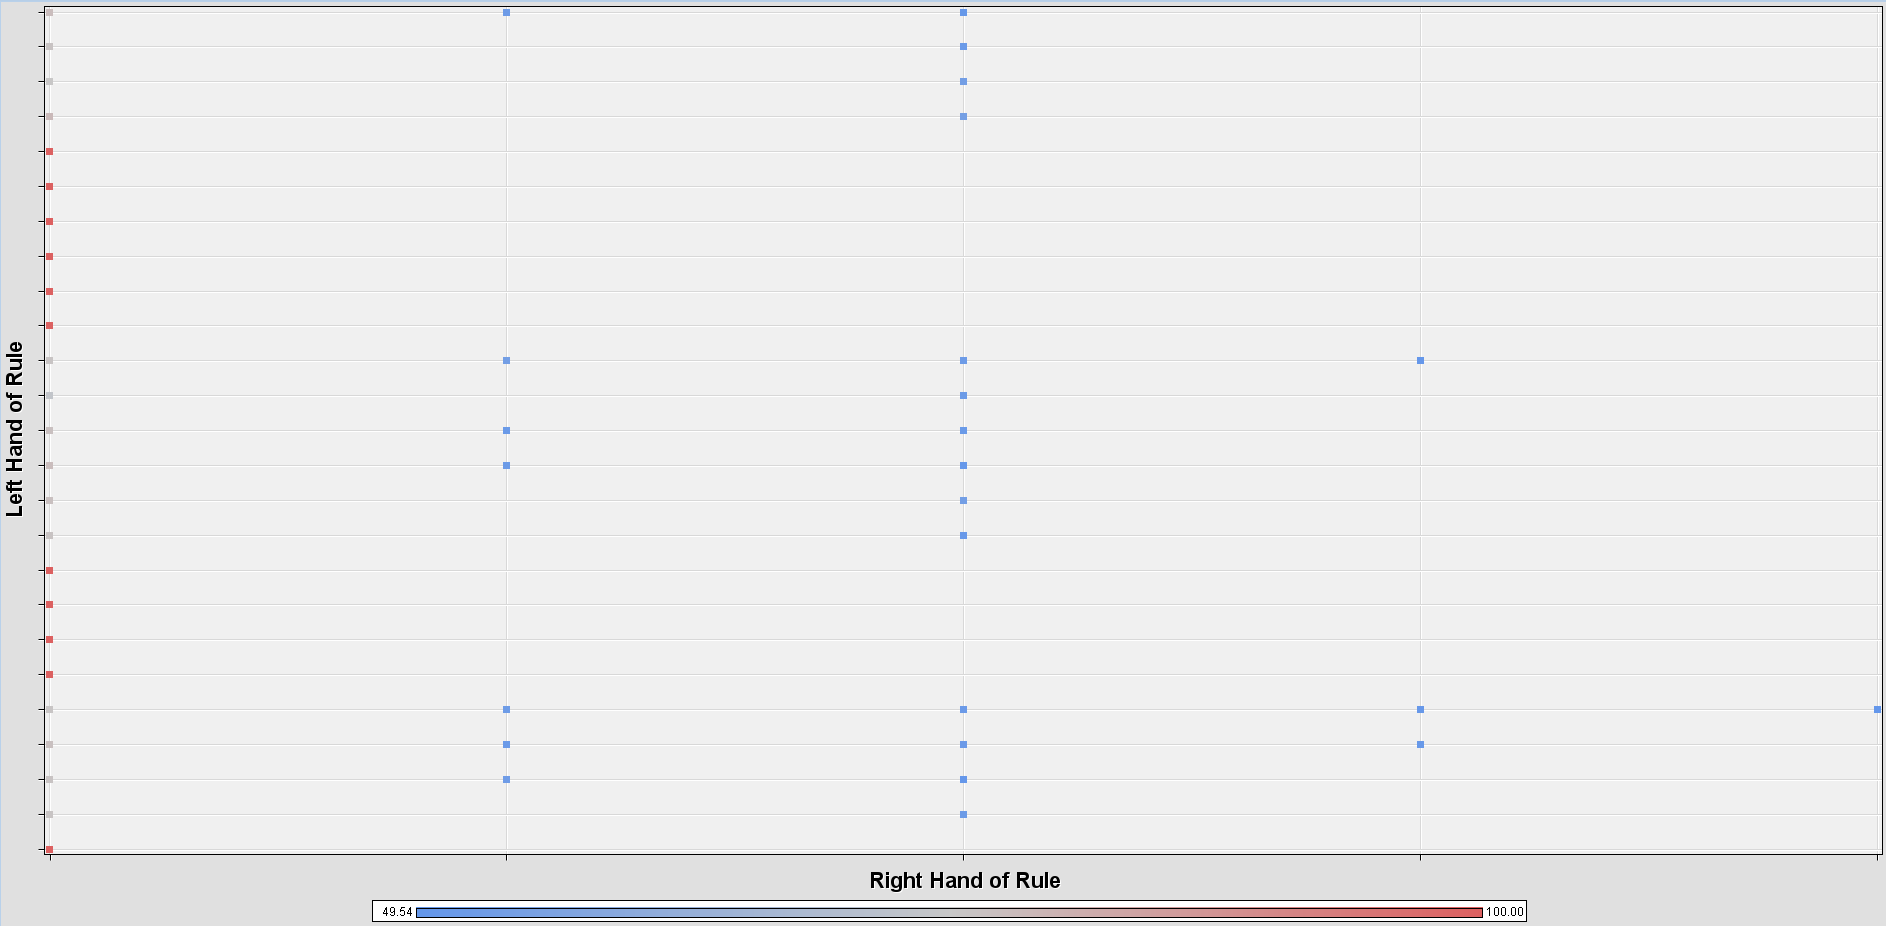 Left Hand of Rule
Right Hand of Rule
49.54
100.00